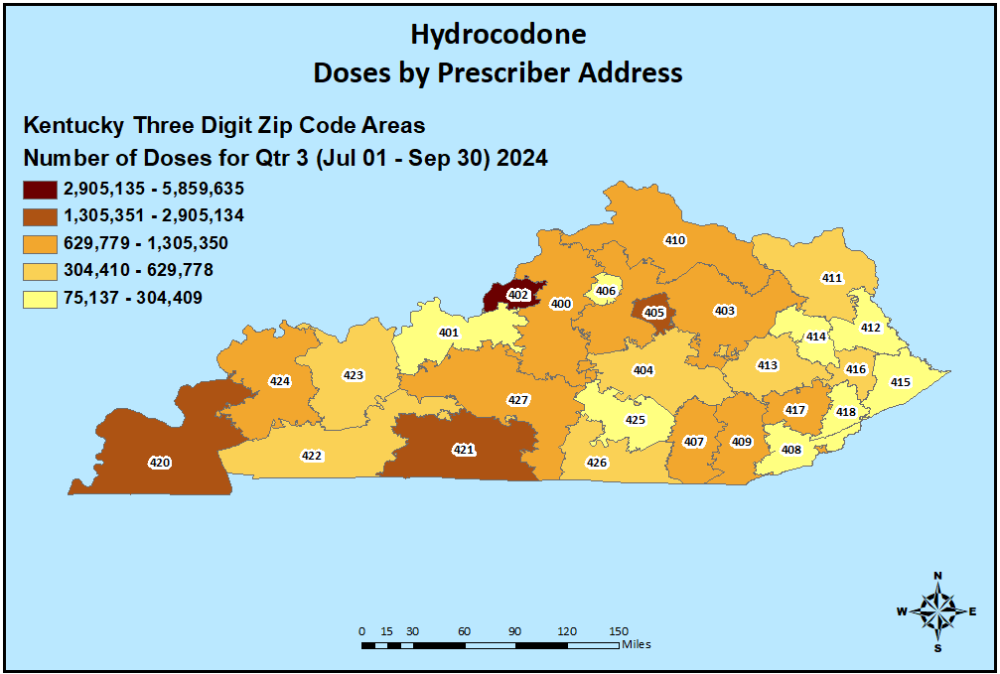 Hydrocodone
Doses by Prescriber Address
Kentucky Three Digit Zip Code Areas
Number of Doses for Qtr 3 (Jul 01 - Sep 30) 2024
2,905,135 - 5,859,635
1,305,351 - 2,905,134
629,779 - 1,305,350
304,410 - 629,778
75,137 - 304,409
410
411
406
402
400
403
405
412
401
414
404
413
416
423
424
415
427
417
418
425
407
409
421
408
422
420
426
N
W E
S
0 15 30 60 90 120 150
Miles